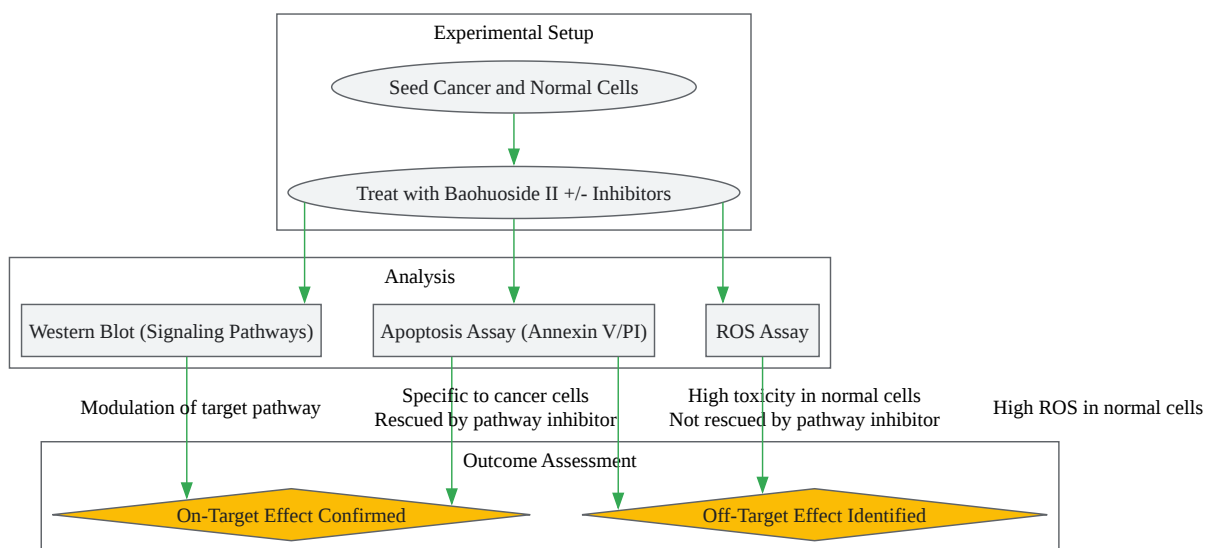 Experimental Setup
Seed Cancer and Normal Cells
Treat with Baohuoside II +/- Inhibitors
Analysis
Western Blot (Signaling Pathways)
Apoptosis Assay (Annexin V/PI)
ROS Assay
Modulation of target pathway
Specific to cancer cells
Rescued by pathway inhibitor
High toxicity in normal cells
Not rescued by pathway inhibitor
High ROS in normal cells
Outcome Assessment
On-Target Effect Confirmed
Off-Target Effect Identified